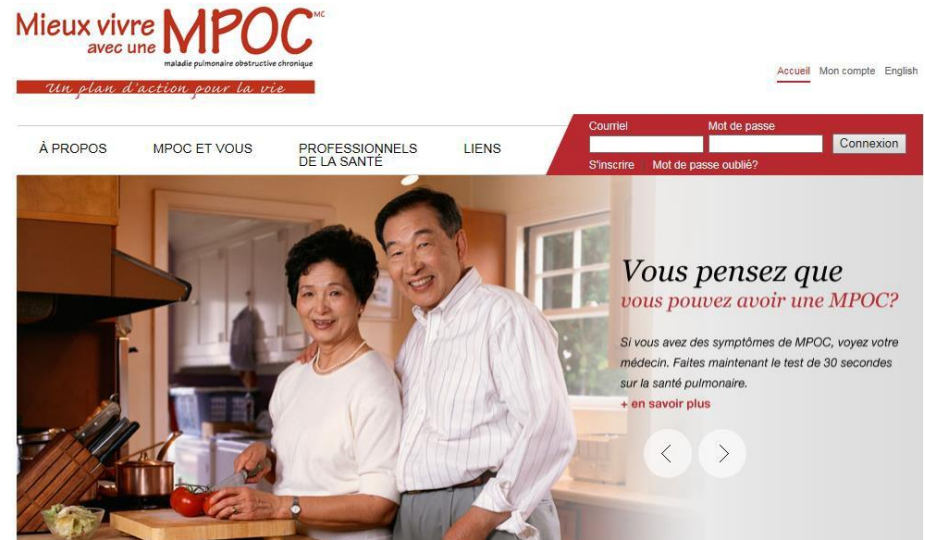 Mieux vivre
avec une
MPOC MC
maladie pulmonaire obstructive chronique
Un plan d'action pour la vie
Accueil Mon compte English
À PROPOS
MPOC ET VOUS
PROFESSIONNELS
DE LA SANTÉ
LIENS
Courriel
Mot de passe
Connexion
S'inscrire Mot de passe oublié?
Vous pensez que
vous pouvez avoir une MPOC?
Si vous avez des symptômes de MPOC, voyez votre
médecin. Faites maintenant le test de 30 secondes
sur la santé pulmonaire.
+ en savoir plus